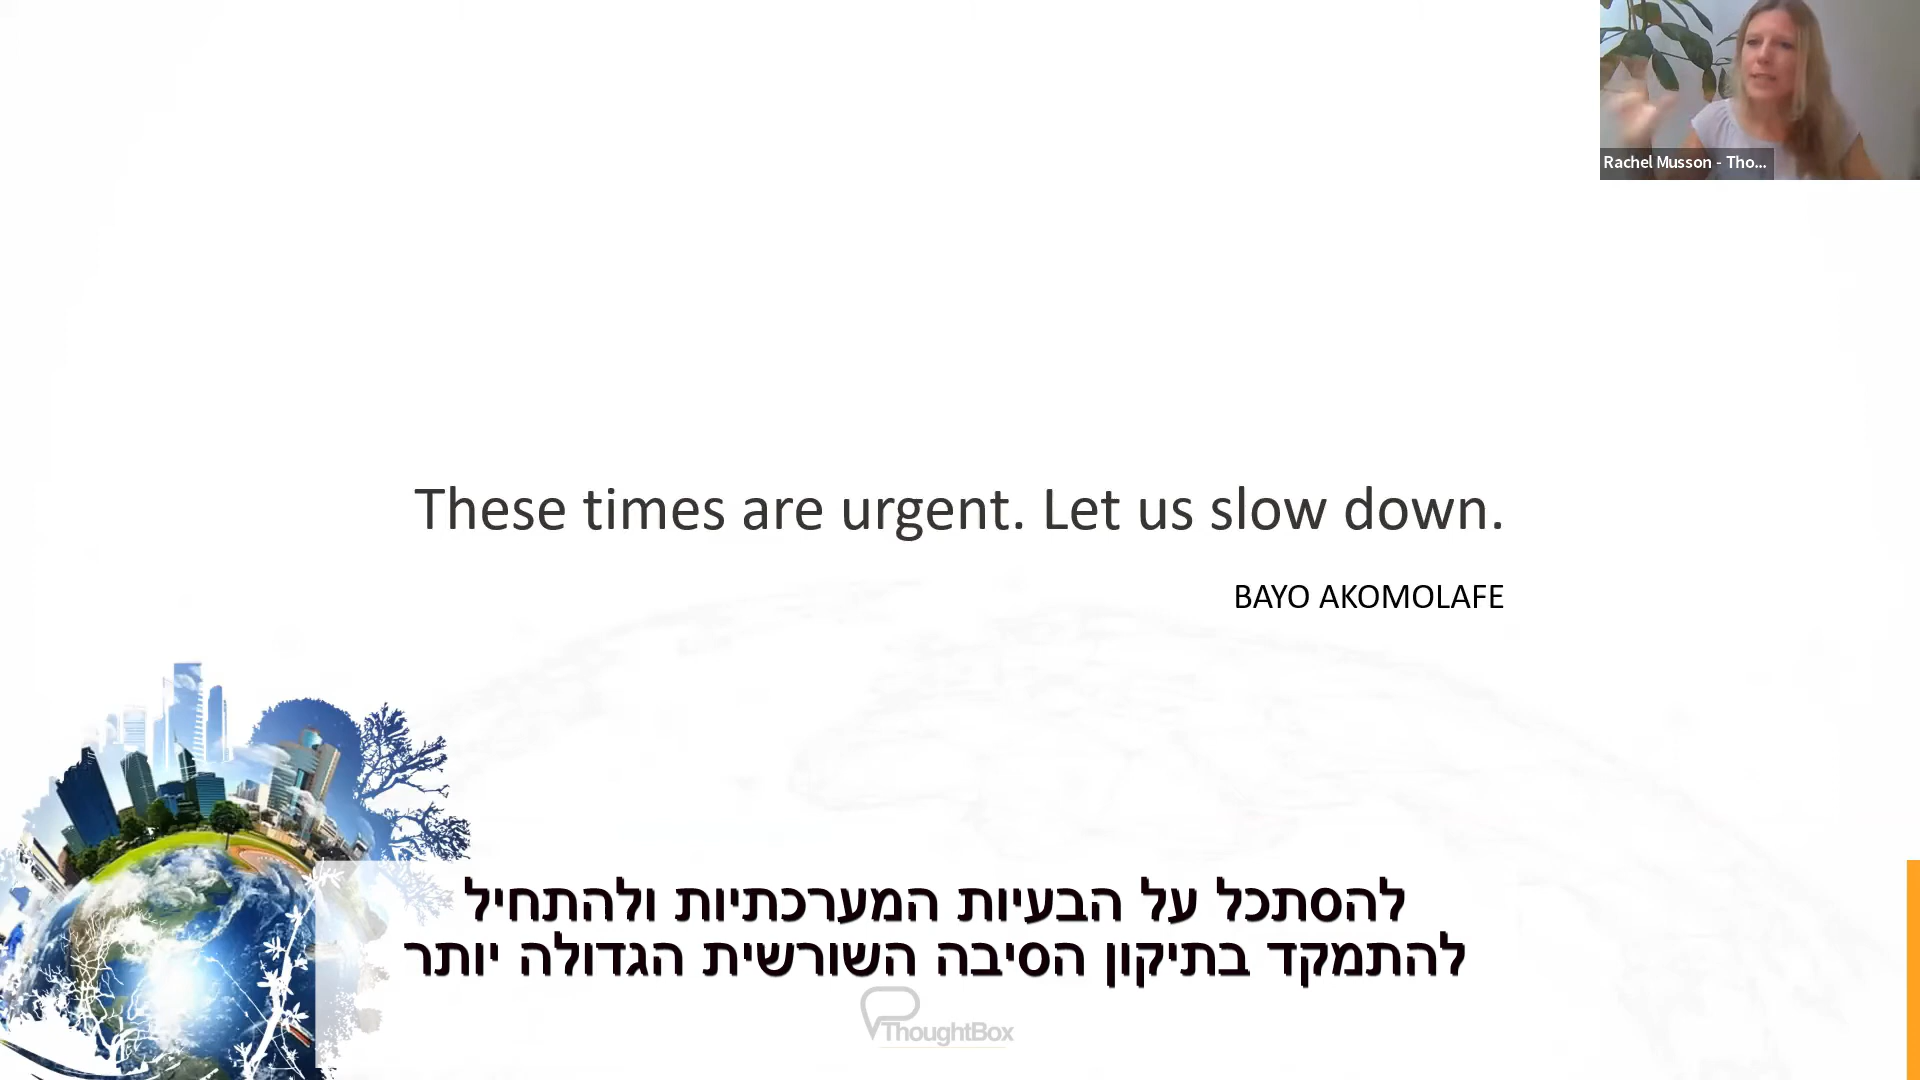 Rachel Musson - Tho...
These times are urgent. Let us slow down.
BAYO AKOMOLAFE
להסתכל על הבעיות המערכתיות ולהתחיל
להתמקד בתיקון הסיבה השורשית הגדולה יותר
ThoughtBox